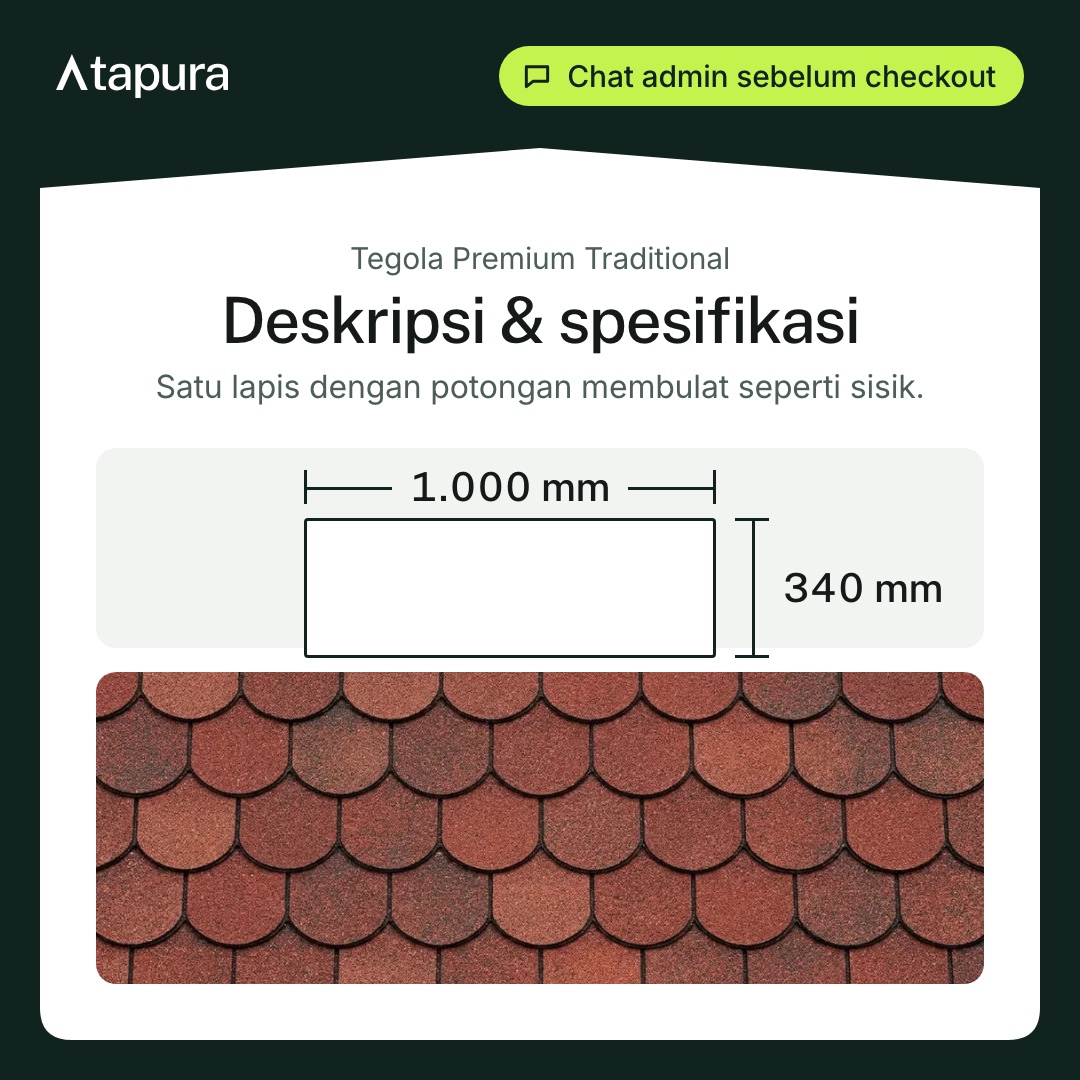 Atapura
Chat admin sebelum checkout
Tegola Premium Traditional
Deskripsi & spesifikasi
Satu lapis dengan potongan membulat seperti sisik.
1.000 mm
340 mm